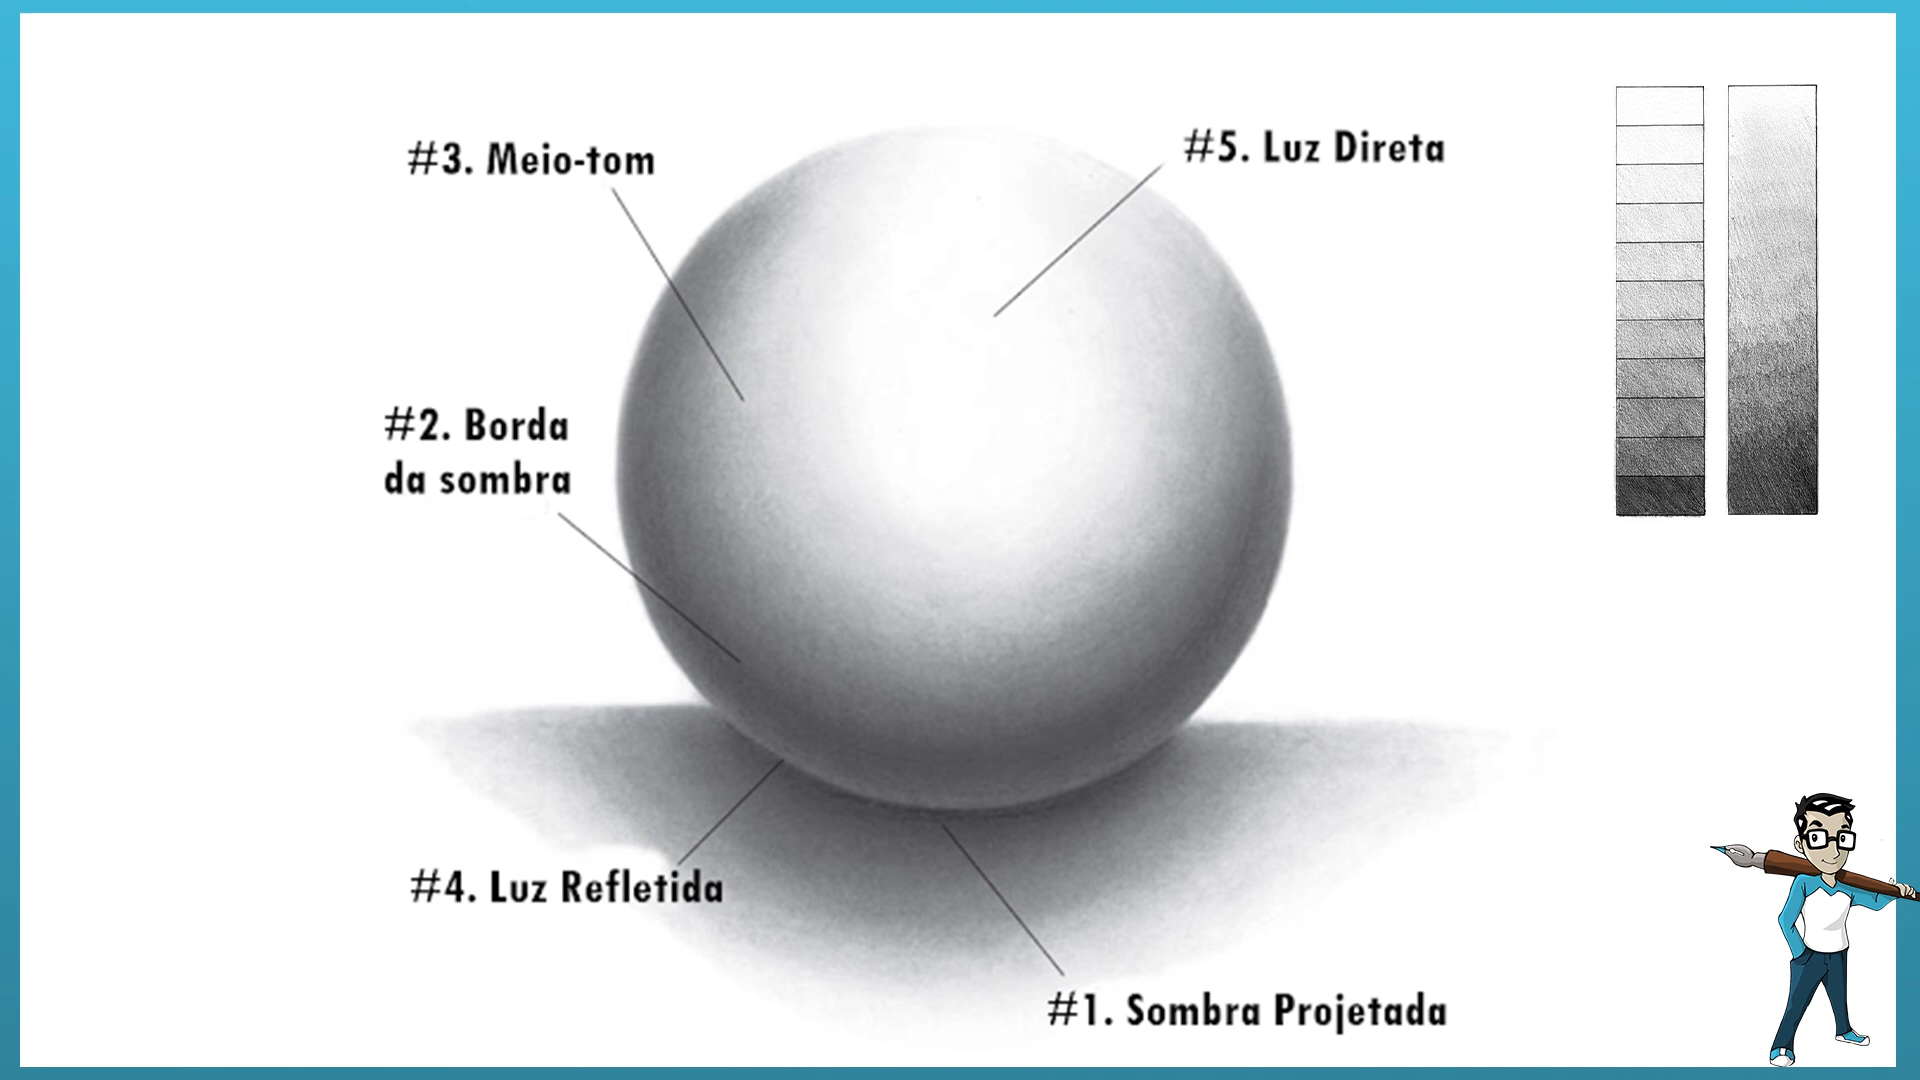 #3. Meio-tom
#5. Luz Direta
#2. Borda
da sombra
#4. Luz Refletida
#1. Sombra Projetada